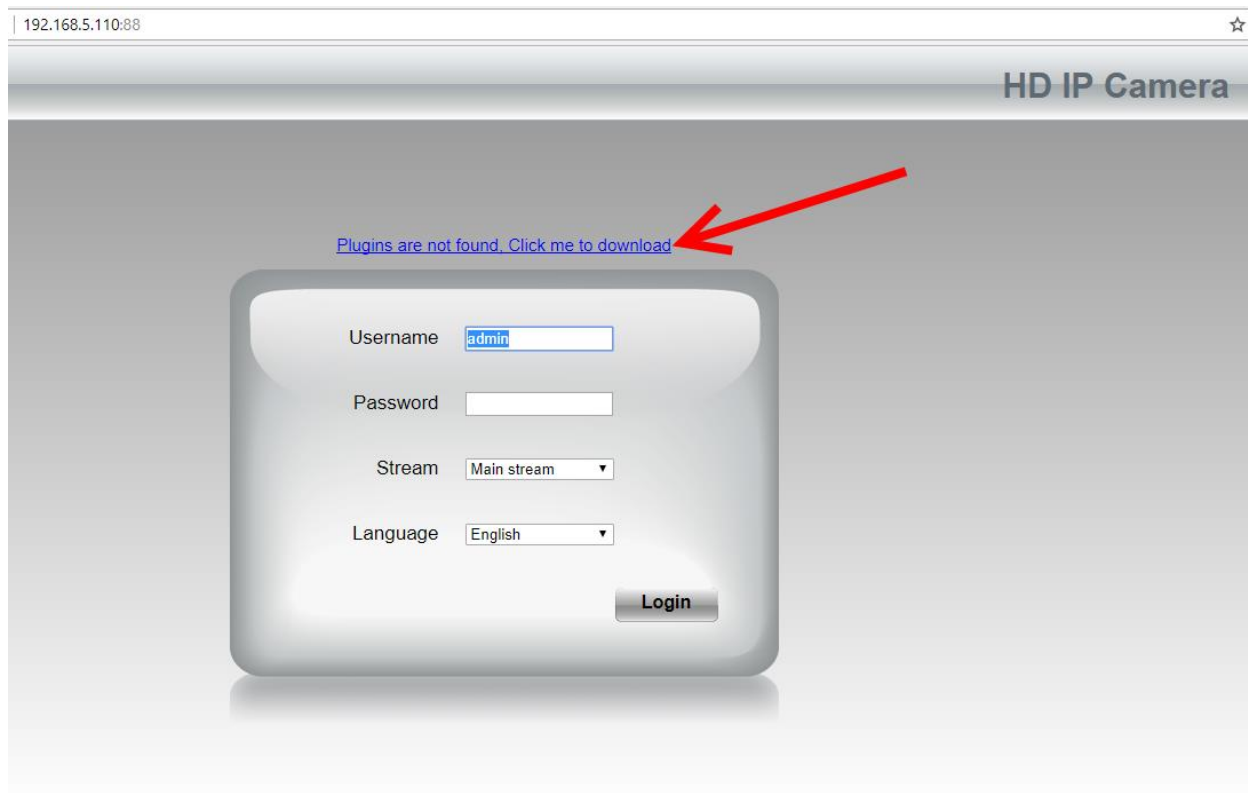 192.168.5.110:88
HD IP Camera
Plugins are not found, Click me to download
Username admin
Password
Stream Main stream
Language English
Login